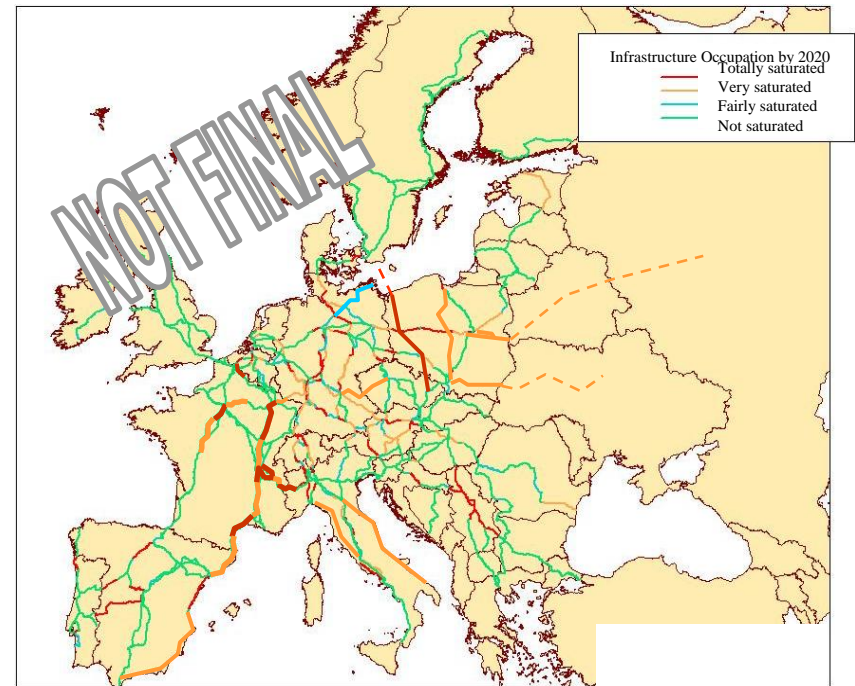 Infrastructure Occupation by 2020
Totally saturated
Very saturated
Fairly saturated
Not saturated
NOT FINAL